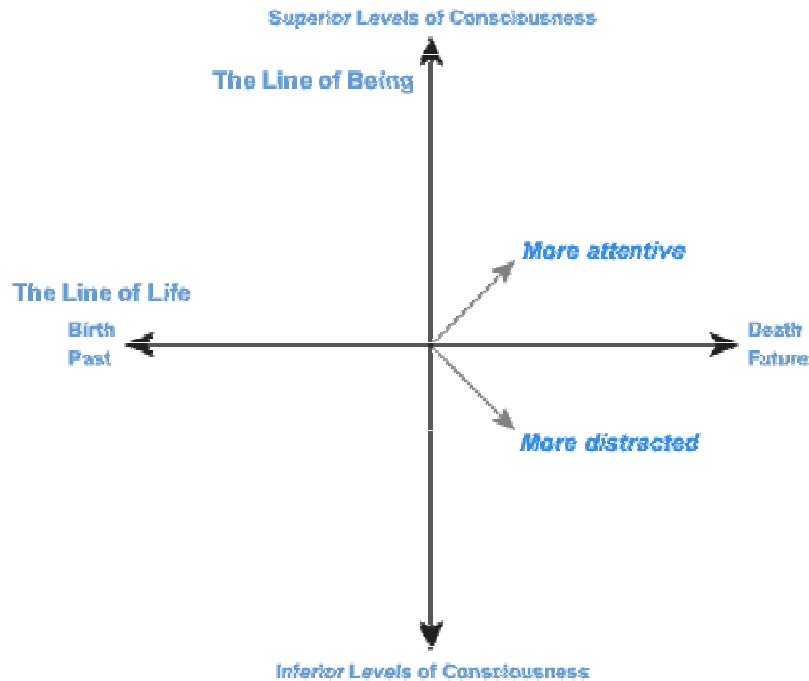 Superior Levels of Consciousness
The Line of Being
More attentive
The Line of Life
Birth
Past
Death
Future
More distracted
Inferior Levels of Consciousness